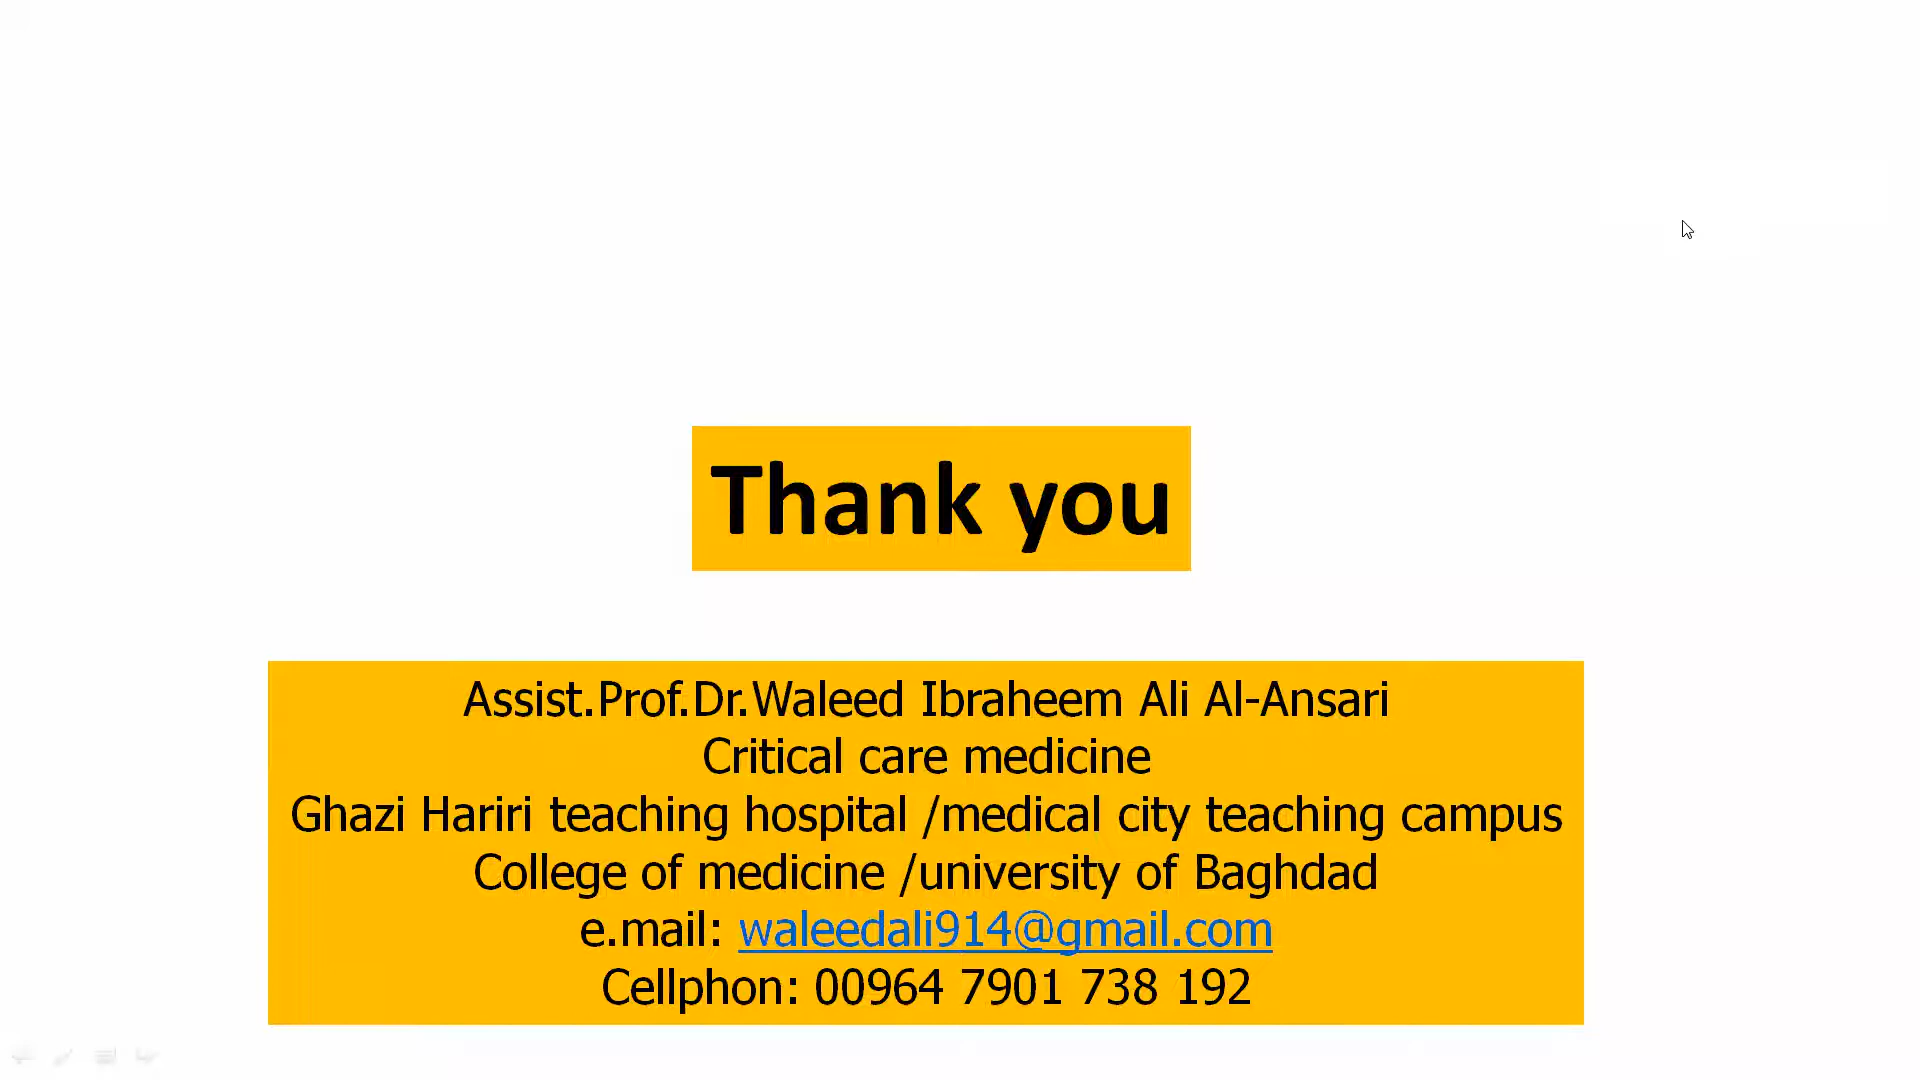 Thank you
Assist.Prof.Dr.Waleed Ibraheem Ali Al-Ansari
Critical care medicine
Ghazi Hariri teaching hospital /medical city teaching campus
College of medicine /university of Baghdad
e.mail: waleedali914@gmail.com
Cellphon: 00964 7901 738 192